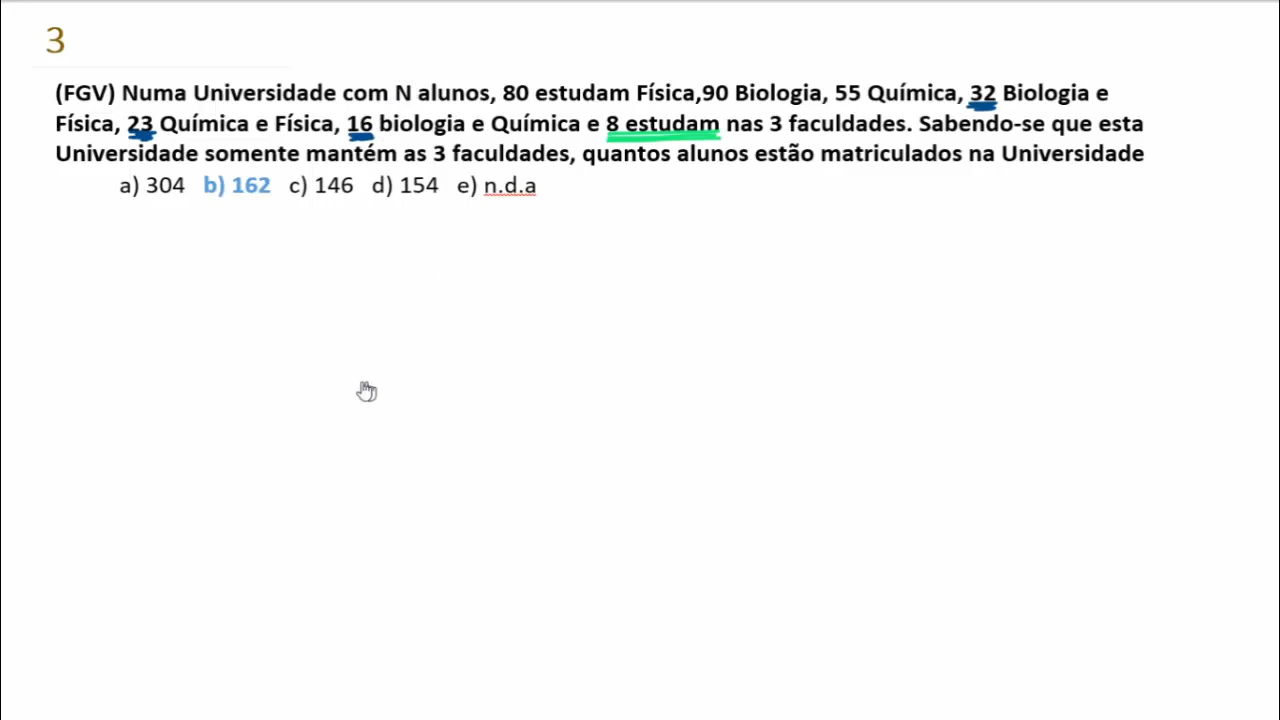 3
(FGV) Numa Universidade com N alunos, 80 estudam Física,90 Biologia, 55 Química, 32 Biologia e
Física, 23 Química e Física, 16 biologia e Química e 8 estudam nas 3 faculdades. Sabendo-se que esta
Universidade somente mantém as 3 faculdades, quantos alunos estão matriculados na Universidade
a) 304 b) 162 c) 146 d) 154 e) n.d.a